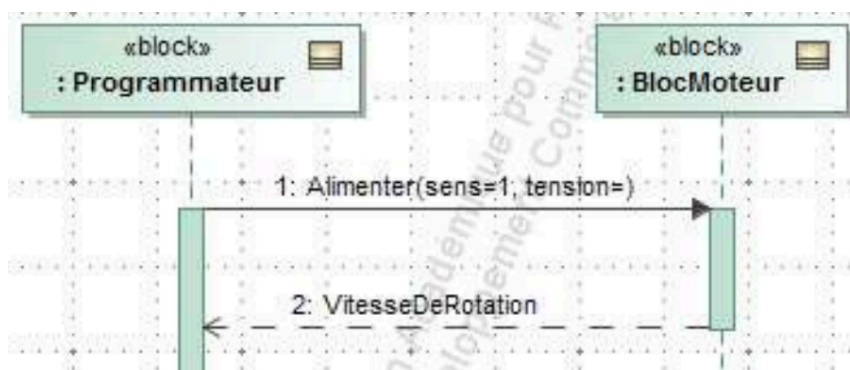 «block»
: Programmateur
«block»
: BlocMoteur
1: Alimenter(sens=1, tension=)
2: VitesseDeRotation